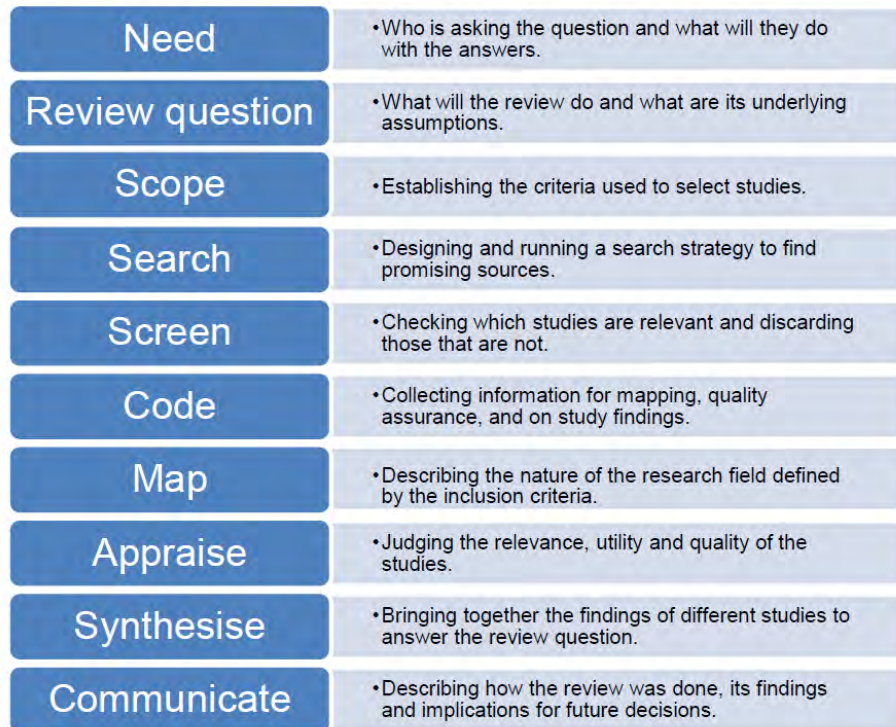 Need
•Who is asking the question and what will they do
with the answers.
Review question
•What will the review do and what are its underlying
assumptions.
Scope
•Establishing the criteria used to select studies.
Search
•Designing and running a search strategy to find
promising sources.
Screen
•Checking which studies are relevant and discarding
those that are not.
Code
•Collecting information for mapping, quality
assurance, and on study findings.
Map
•Describing the nature of the research field defined
by the inclusion criteria.
Appraise
•Judging the relevance, utility and quality of the
studies.
Synthesise
•Bringing together the findings of different studies to
answer the review question.
Communicate
•Describing how the review was done, its findings
and implications for future decisions.